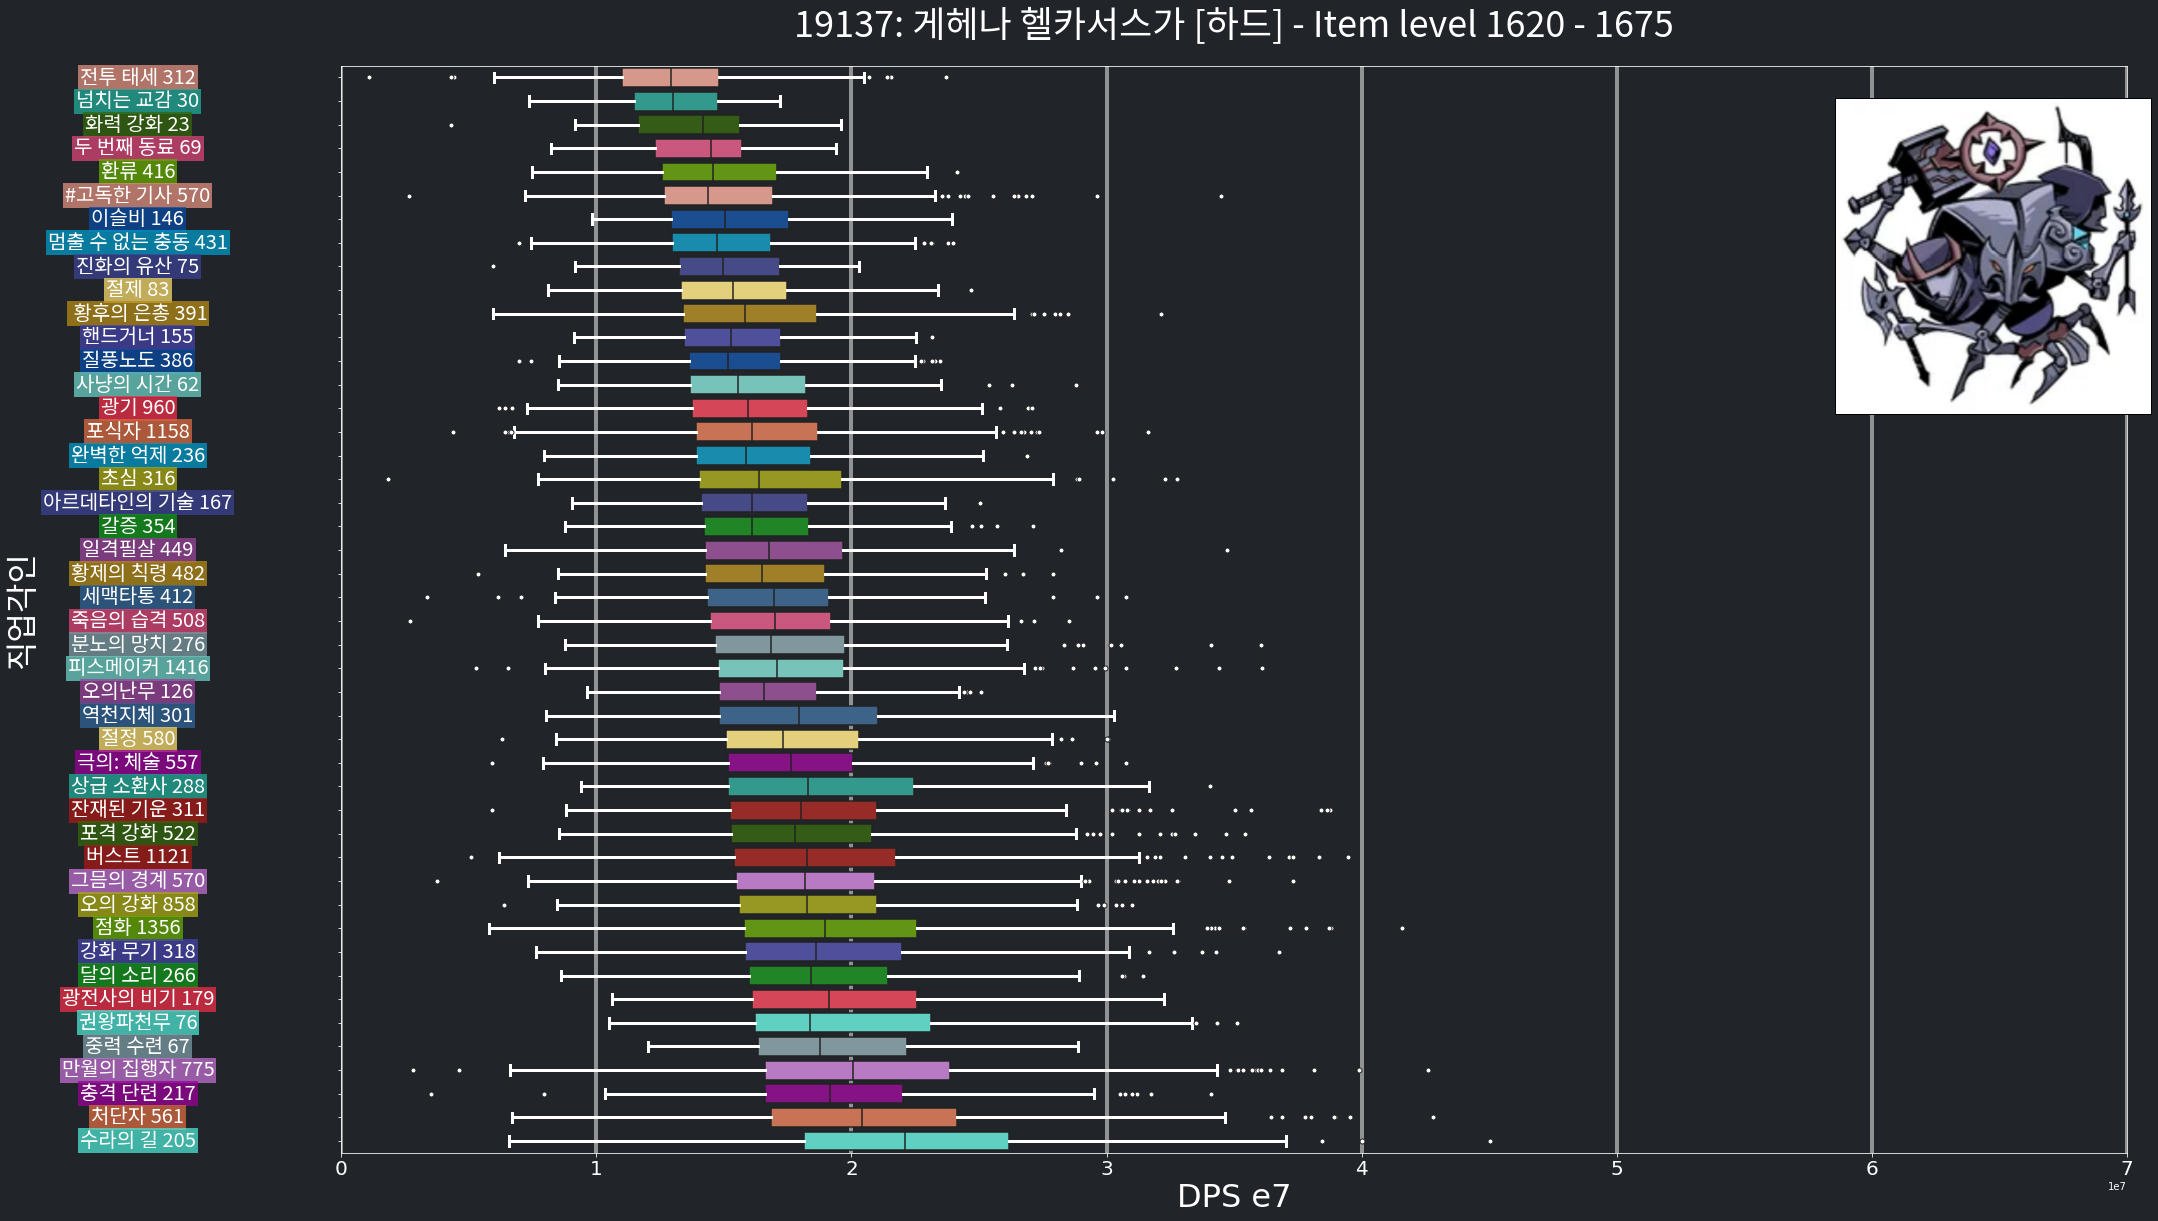 19137: 게헤나 헬카서스가 [하드] - Item level 1620 - 1675
전투 태세 312
넘치는 교감 30
화력 강화 23
두 번째 동료 69
환류 416
#고독한 기사 570
이슬비 146
멈출 수 없는 충동 431
진화의 유산 75
절제 83
황후의 은총 391
핸드거너 155
질풍노도 386
사냥의 시간 62
광기 960
포식자 1158
완벽한 억제 236
초심 316
아르데타인의 기술 167
갈증 354
일격필살 449
황제의 칙령 482
세맥타통 412
죽음의 습격 508
분노의 망치 276
피스메이커 1416
오의난무 126
역천지체 301
절정 580
극의: 체술 557
상급 소환사 288
잔재된 기운 311
포격 강화 522
버스트 1121
그믐의 경계 570
오의 강화 858
점화 1356
강화 무기 318
달의 소리 266
광전사의 비기 179
권왕파천무 76
중력 수련 67
만월의 집행자 775
충격 단련 217
처단자 561
수라의 길 205
직업각인
0 1 2 3 4 5 6 7
DPS e7
1e7